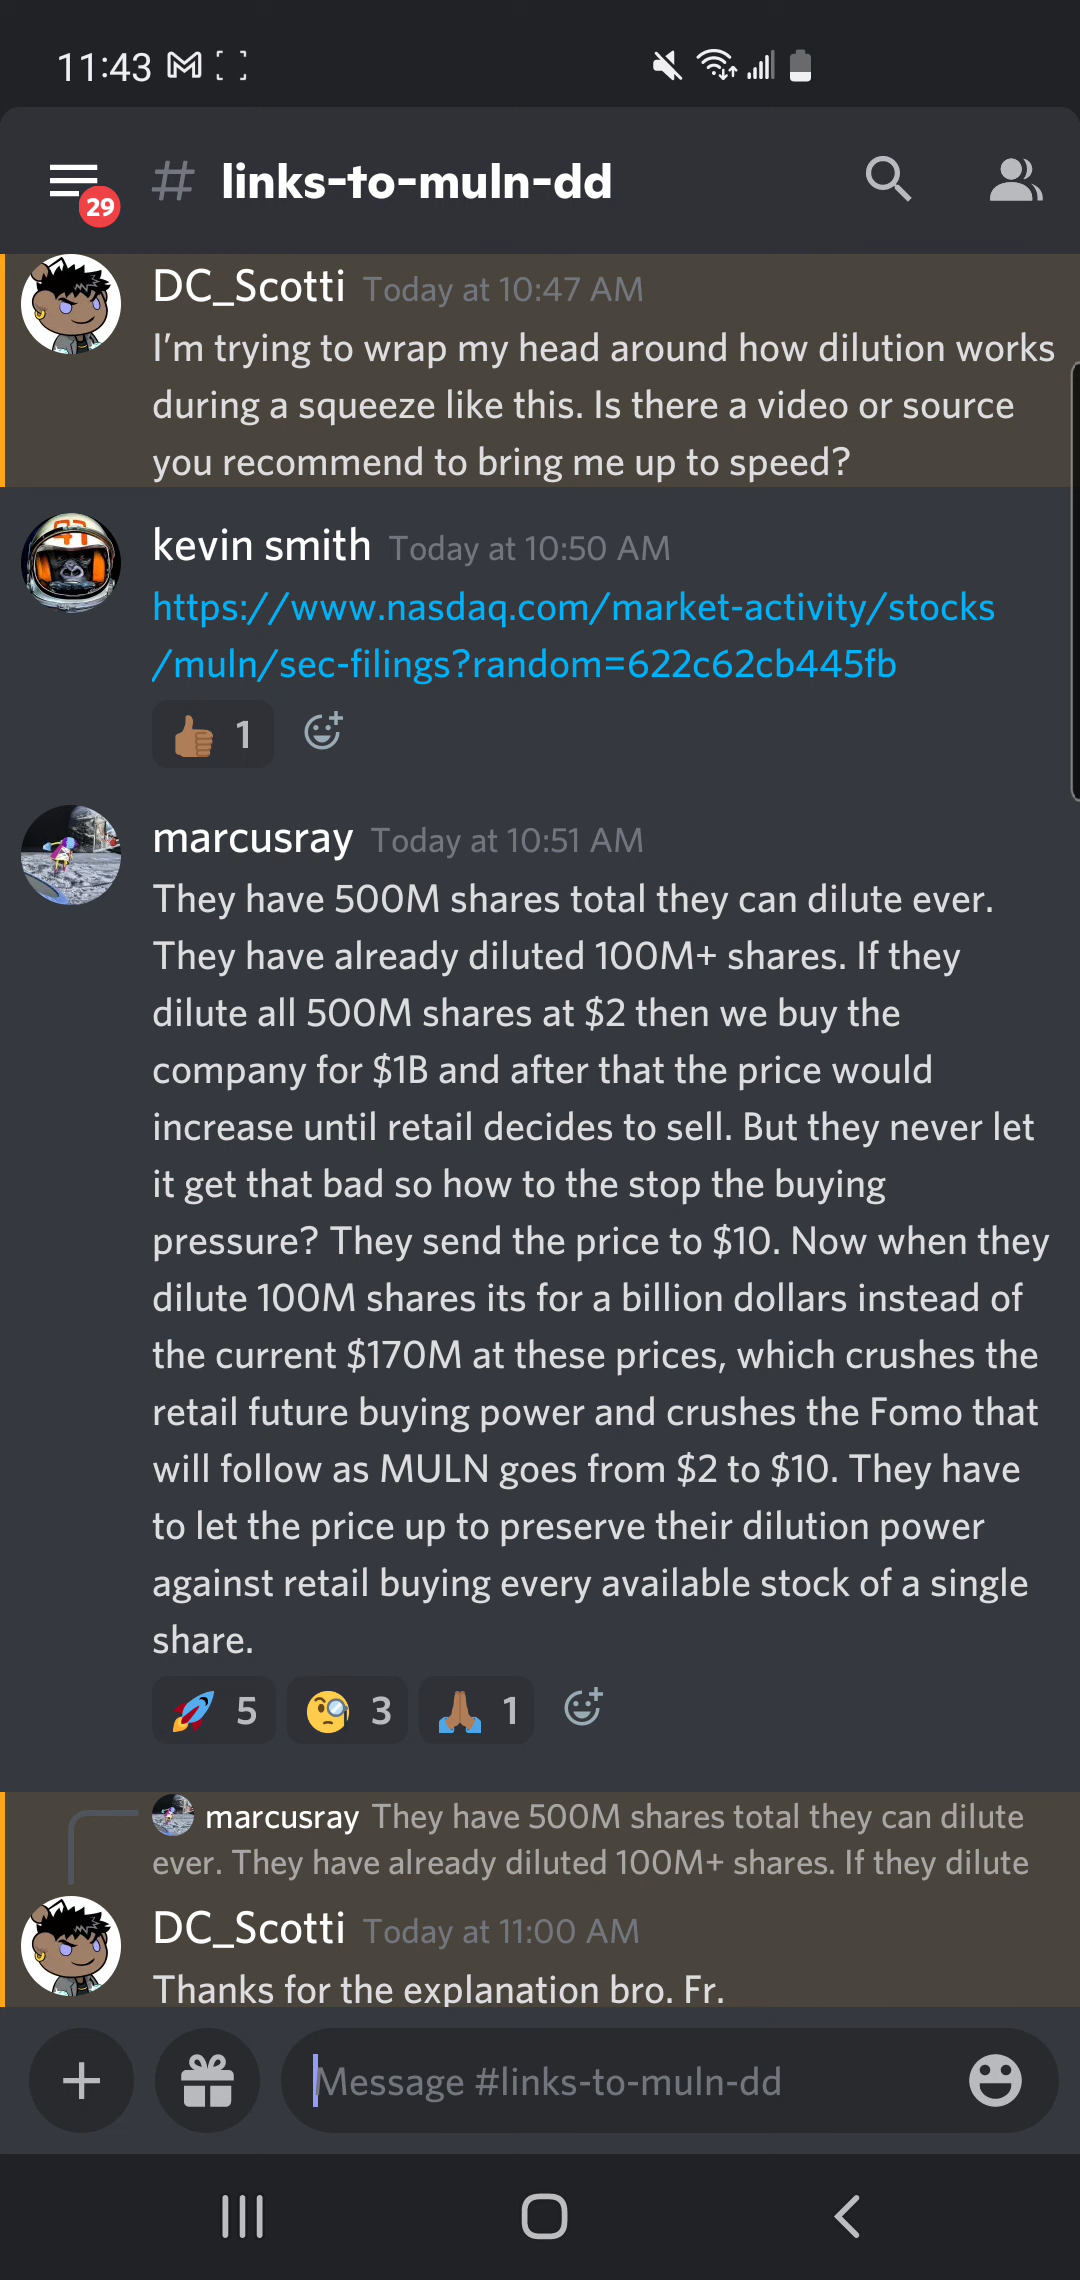 11:43
29
# links-to-muln-dd
DC_Scotti Today at 10:47 AM
I'm trying to wrap my head around how dilution works
during a squeeze like this. Is there a video or source
you recommend to bring me up to speed?
kevin smith Today at 10:50 AM
https://www.nasdaq.com/market-activity/stocks
/muln/sec-filings?random=622c62cb445fb
👍🏾 1
marcusray Today at 10:51 AM
They have 500M shares total they can dilute ever.
They have already diluted 100M+ shares. If they
dilute all 500M shares at $2 then we buy the
company for $1B and after that the price would
increase until retail decides to sell. But they never let
it get that bad so how to the stop the buying
pressure? They send the price to $10. Now when they
dilute 100M shares its for a billion dollars instead of
the current $170M at these prices, which crushes the
retail future buying power and crushes the Fomo that
will follow as MULN goes from $2 to $10. They have
to let the price up to preserve their dilution power
against retail buying every available stock of a single
share.
🚀 5 🧐 3 🙏🏾 1
marcusray They have 500M shares total they can dilute
ever. They have already diluted 100M+ shares. If they dilute
DC_Scotti Today at 11:00 AM
Thanks for the explanation bro. Fr.
Message #links-to-muln-dd